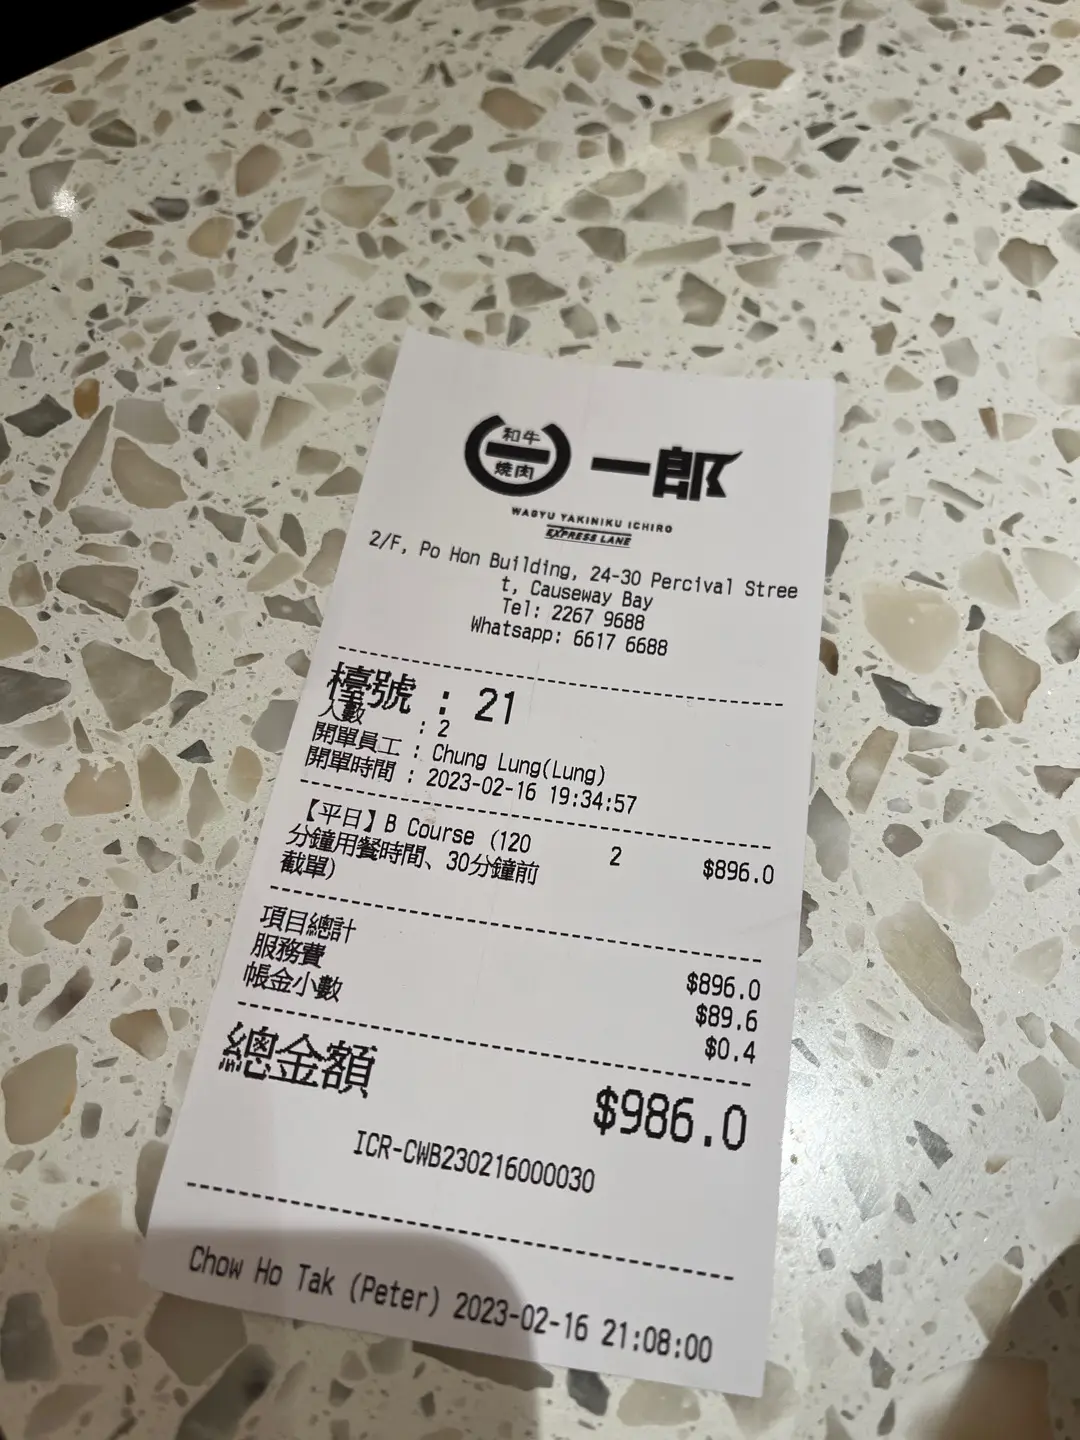 和牛
燒肉
一郎
WAGYU YAKINIKU ICHIRO
EXPRESS LANE
2/F, Po Hon Building, 24-30 Percival Stree
t, Causeway Bay
Tel: 2267 9688
Whatsapp: 6617 6688
檯號 : 21
人數 : 2
開單員工 : Chung Lung(Lung)
開單時間 : 2023-02-16 19:34:57
【平日】B Course (120 2 $896.0
分鐘用餐時間、30分鐘前
截單)
項目總計 $896.0
服務費 $89.6
帳金小數 $0.4
總金額 $986.0
ICR-CWB230216000030
Chow Ho Tak (Peter) 2023-02-16 21:08:00